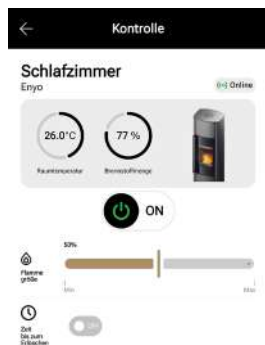 Kontrolle
Schlafzimmer
Enyo
Online
26.0°C
77 %
Raumtemperatur
Brennstoffmenge
ON
50%
Flamme
größe
Min
Max
Zeit
bis zum
Erlöschen